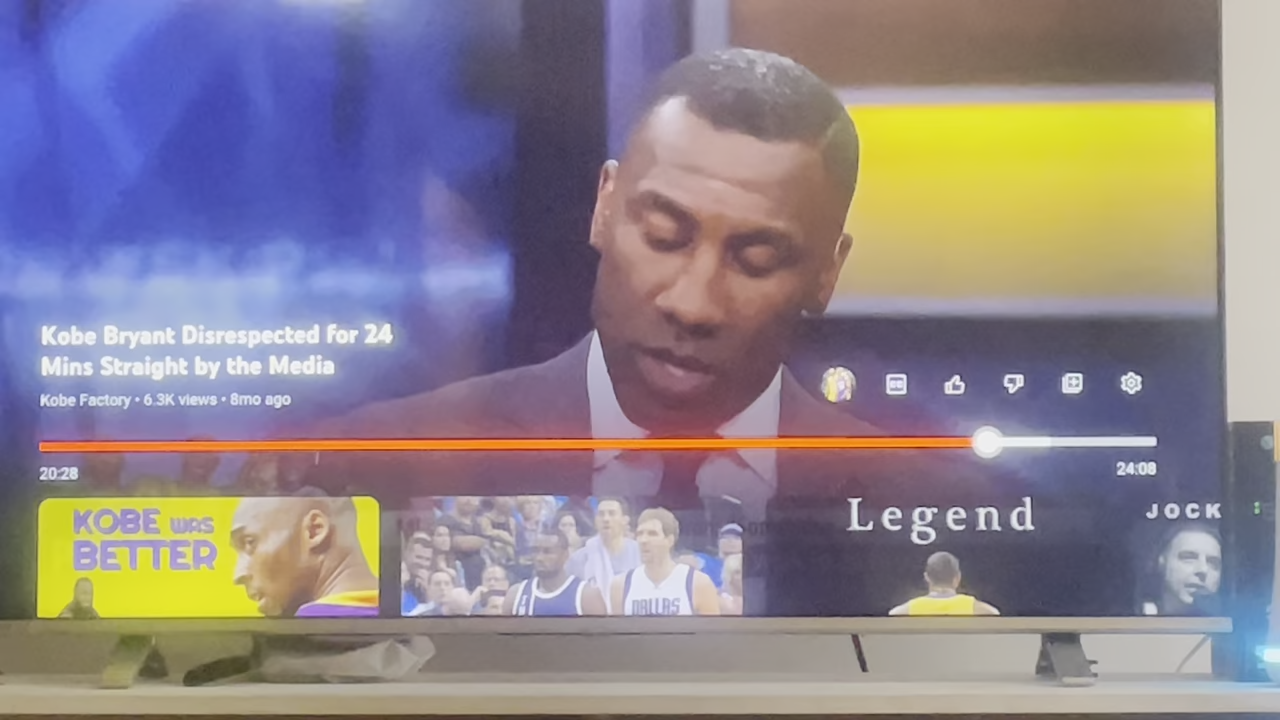 Kobe Bryant Disrespected for 24
Mins Straight by the Media
Kobe Factory • 6.3K views • 8mo ago
CC
20:28
24:08
KOBE WAS
BETTER
DALLAS
Legend
JOCK